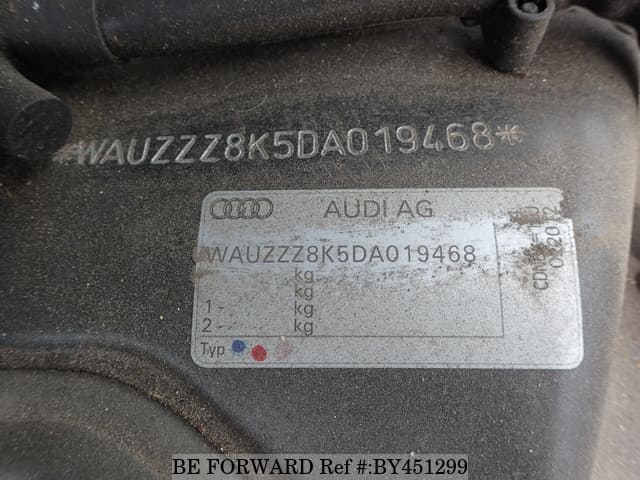 *WAUZZZ8K5DA019468*
AUDI AG
WAUZZZ8K5DA019468
kg
kg
1 - kg
2 - kg
Typ
BE FORWARD Ref #:BY451299